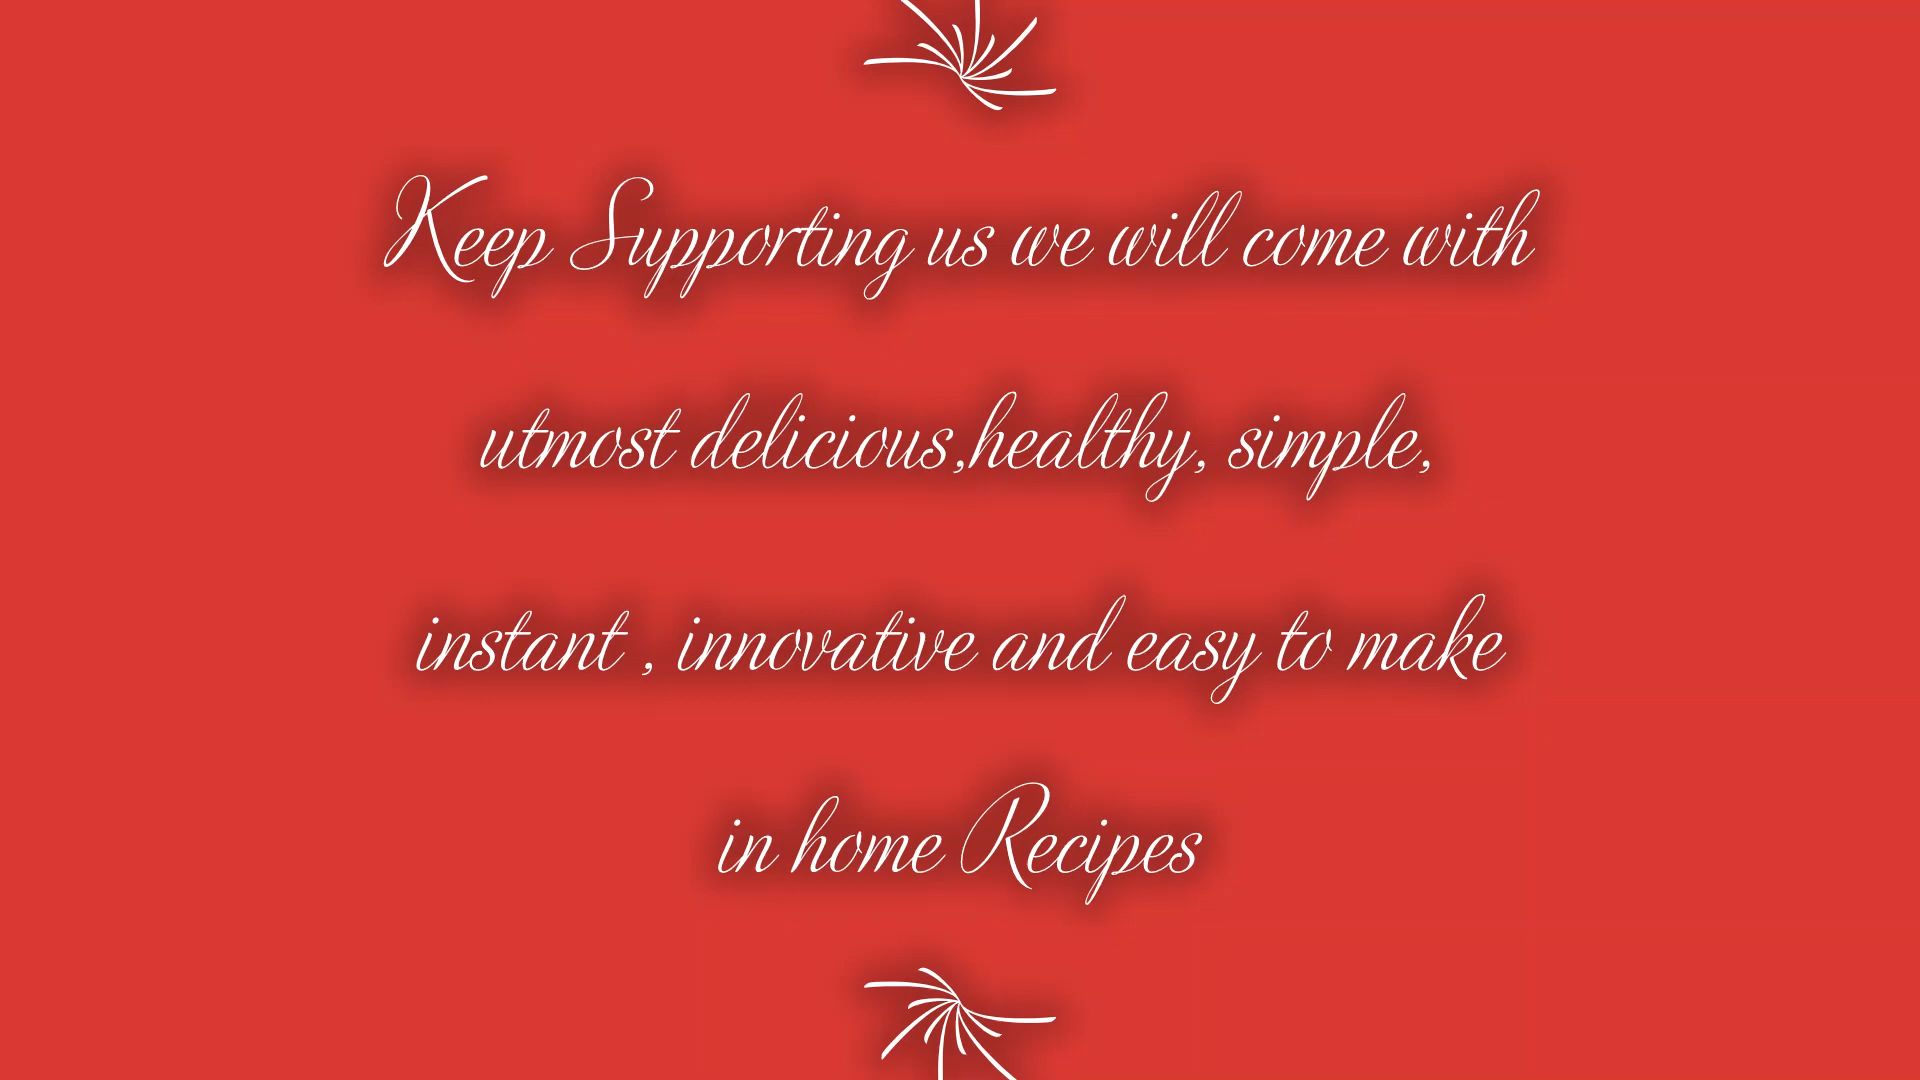 Keep Supporting us we will come with
utmost delicious,healthy, simple,
instant , innovative and easy to make
in home Recipes